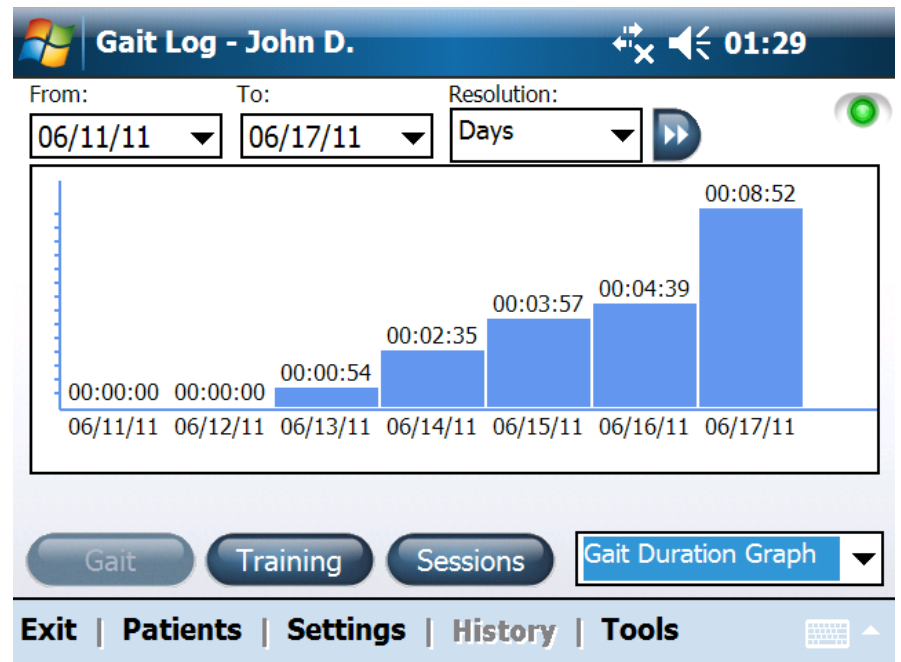 Gait Log - John D. 01:29
From: To: Resolution:
06/11/11 06/17/11 Days
00:08:52
00:04:39
00:03:57
00:02:35
00:00:54
00:00:00 00:00:00
06/11/11 06/12/11 06/13/11 06/14/11 06/15/11 06/16/11 06/17/11
Gait Training Sessions Gait Duration Graph
Exit | Patients | Settings | History | Tools